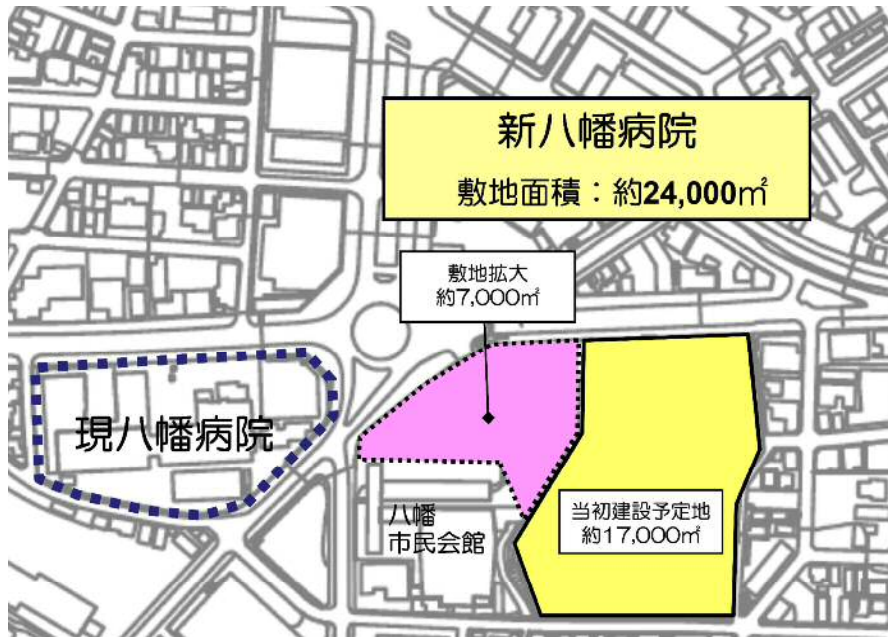 新八幡病院
敷地面積：約24,000㎡
敷地拡大
約7,000㎡
現八幡病院
八幡
市民会館
当初建設予定地
約17,000㎡